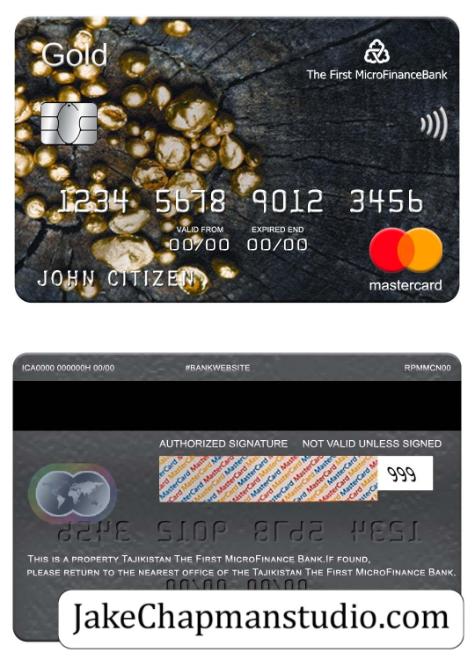 Gold
The First MicroFinanceBank
1234 5678 9012 3456
VALID FROM EXPIRED END
00/00 00/00
JOHN CITIZEN
mastercard
ICA0000 000000H 00/00 #BANKWEBSITE RPMMCN00
AUTHORIZED SIGNATURE NOT VALID UNLESS SIGNED
MasterCard
999
THIS IS A PROPERTY TAJIKISTAN THE FIRST MICROFINANCE BANK.IF FOUND,
PLEASE RETURN TO THE NEAREST OFFICE OF THE TAJIKISTAN THE FIRST MICROFINANCE BANK.
JakeChapmanstudio.com